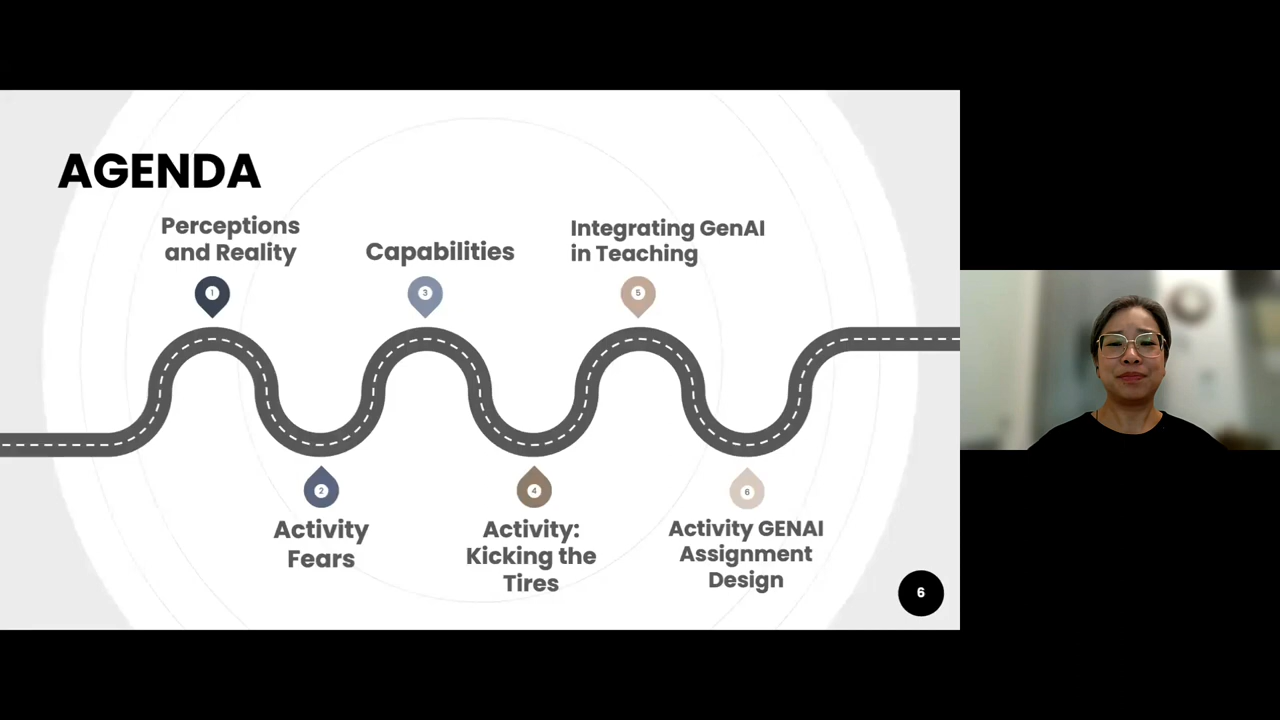 AGENDA
Perceptions
and Reality
1
Activity
Fears
2
Capabilities
3
Activity:
Kicking the
Tires
4
Integrating GenAI
in Teaching
5
Activity GENAI
Assignment
Design
6
6